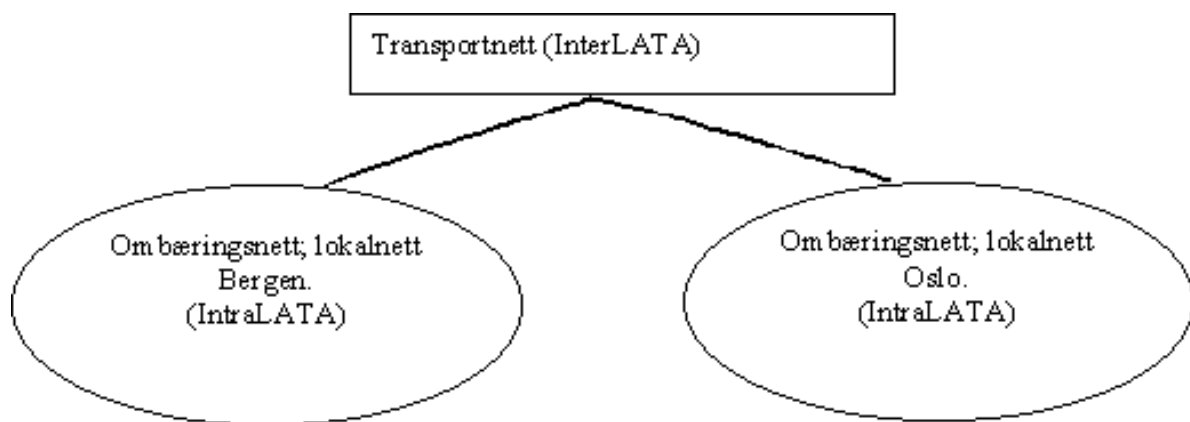 Transportnett (InterLATA)
Ombæringsnett; lokalnett
Bergen.
(IntraLATA)
Ombæringsnett; lokalnett
Oslo.
(IntraLATA)